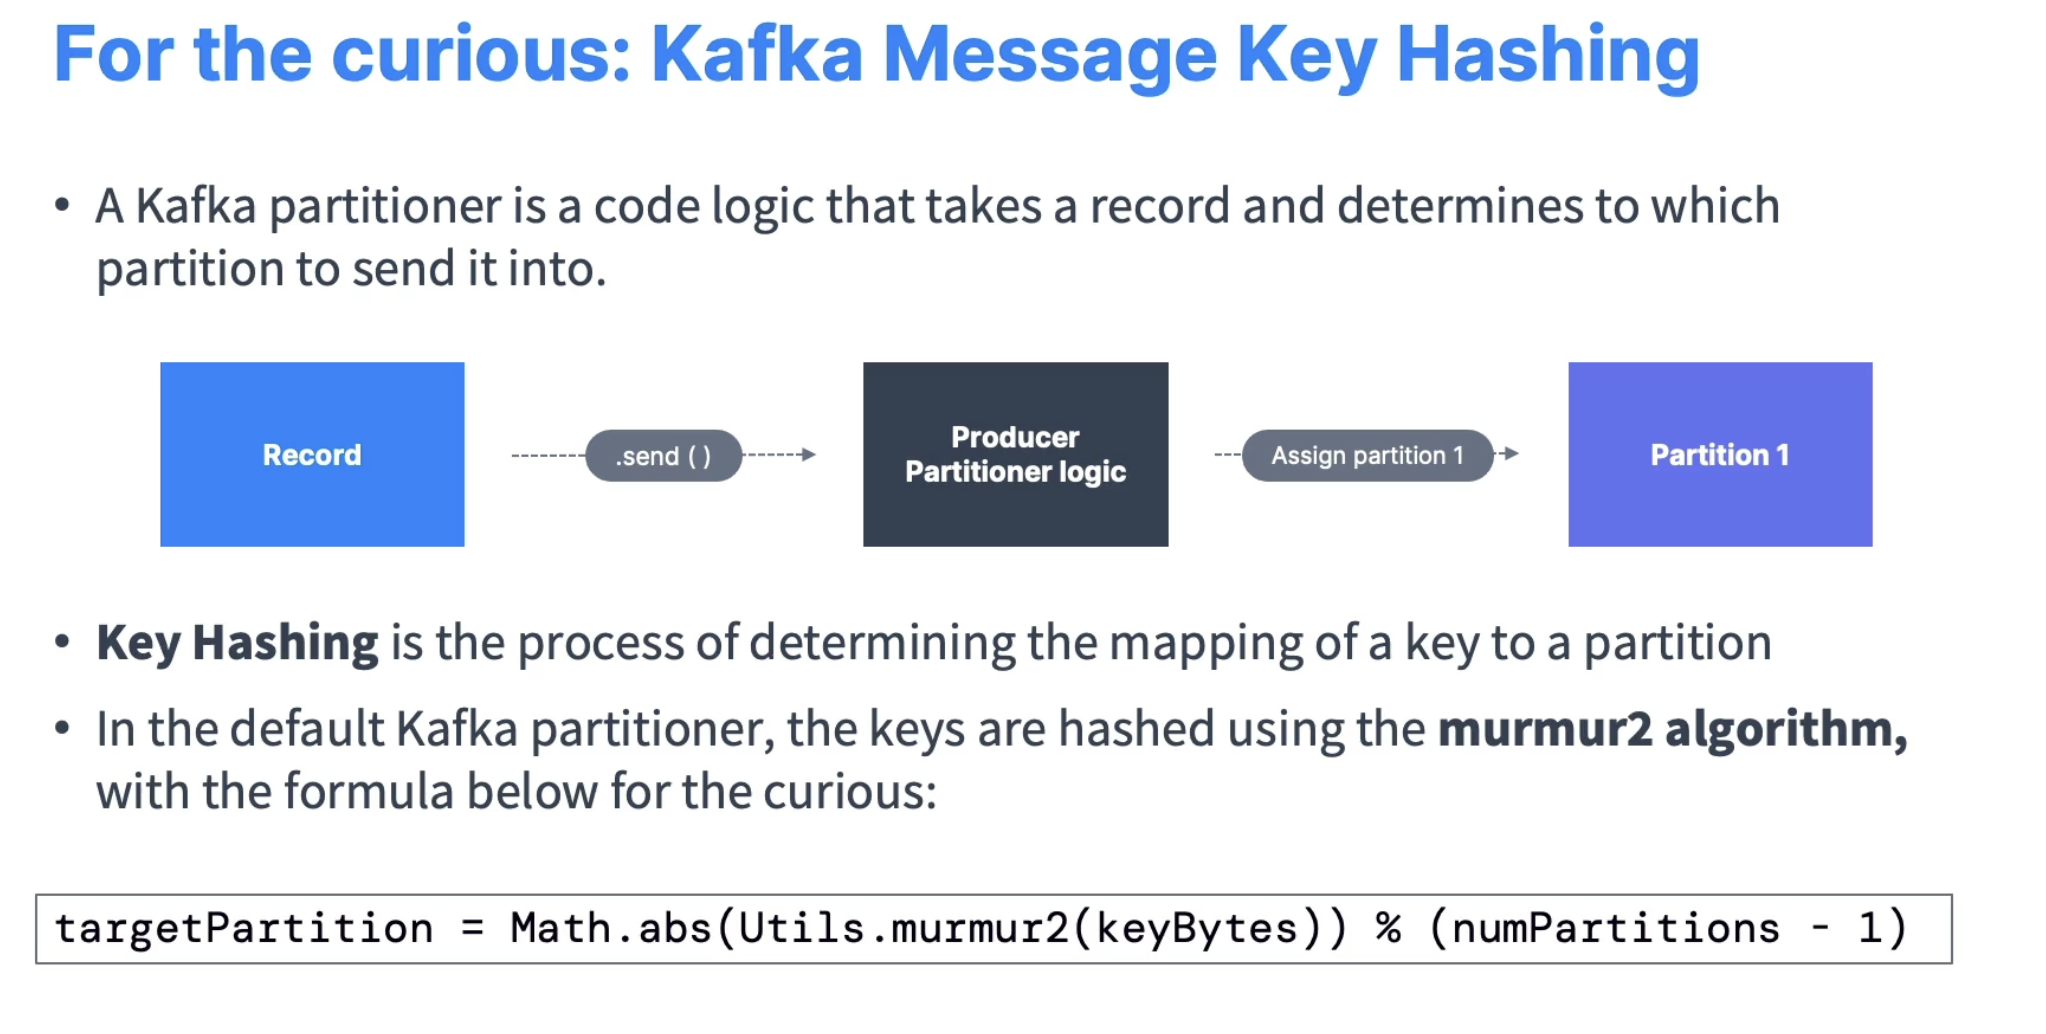 For the curious: Kafka Message Key Hashing
• A Kafka partitioner is a code logic that takes a record and determines to which
partition to send it into.
Record
.send ( )
Producer
Partitioner logic
Assign partition 1
Partition 1
• Key Hashing is the process of determining the mapping of a key to a partition
• In the default Kafka partitioner, the keys are hashed using the murmur2 algorithm,
with the formula below for the curious:
targetPartition = Math.abs(Utils.murmur2(keyBytes)) % (numPartitions - 1)